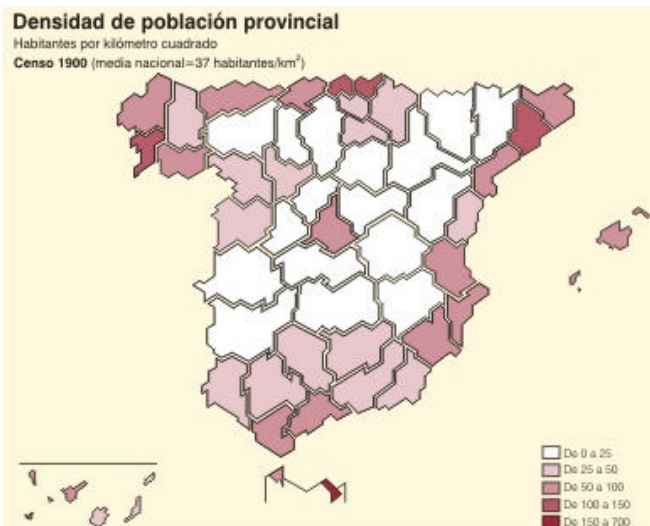 Densidad de población provincial
Habitantes por kilómetro cuadrado
Censo 1900 (media nacional=37 habitantes/km²)
De 0 a 25
De 25 a 50
De 50 a 100
De 100 a 150
De 150 a 700